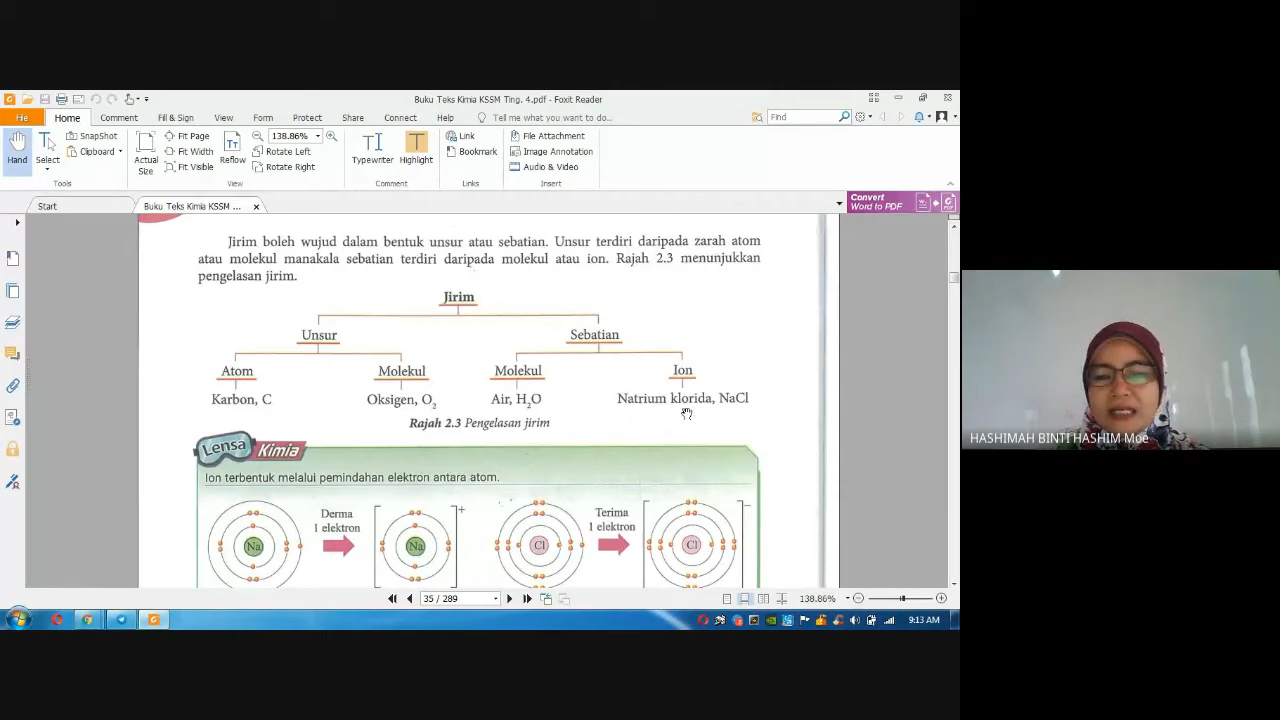 Buku Teks Kimia KSSM Ting. 4.pdf - Foxit Reader
File Home Comment Fill & Sign View Form Protect Share Connect Help Tell me what you want to do... Find
Hand
Select
SnapShot
Clipboard
Actual Size
Fit Page
Fit Width
Fit Visible
Reflow
138.86%
Rotate Left
Rotate Right
Typewriter
Highlight
Link
Bookmark
File Attachment
Image Annotation
Audio & Video
Tools View Comment Links Insert
Start Buku Teks Kimia KSSM ...
Convert
Word to PDF
Jirim boleh wujud dalam bentuk unsur atau sebatian. Unsur terdiri daripada zarah atom
atau molekul manakala sebatian terdiri daripada molekul atau ion. Rajah 2.3 menunjukkan
pengelasan jirim.
Jirim
Unsur Sebatian
Atom Molekul Molekul Ion
Karbon, C Oksigen, O₂ Air, H₂O Natrium klorida, NaCl
Rajah 2.3 Pengelasan jirim
Lensa Kimia
Ion terbentuk melalui pemindahan elektron antara atom.
Derma
1 elektron
Terima
1 elektron
Na Na + Cl Cl −
35 / 289
138.86%
9:13 AM
HASHIMAH BINTI HASHIM Moe